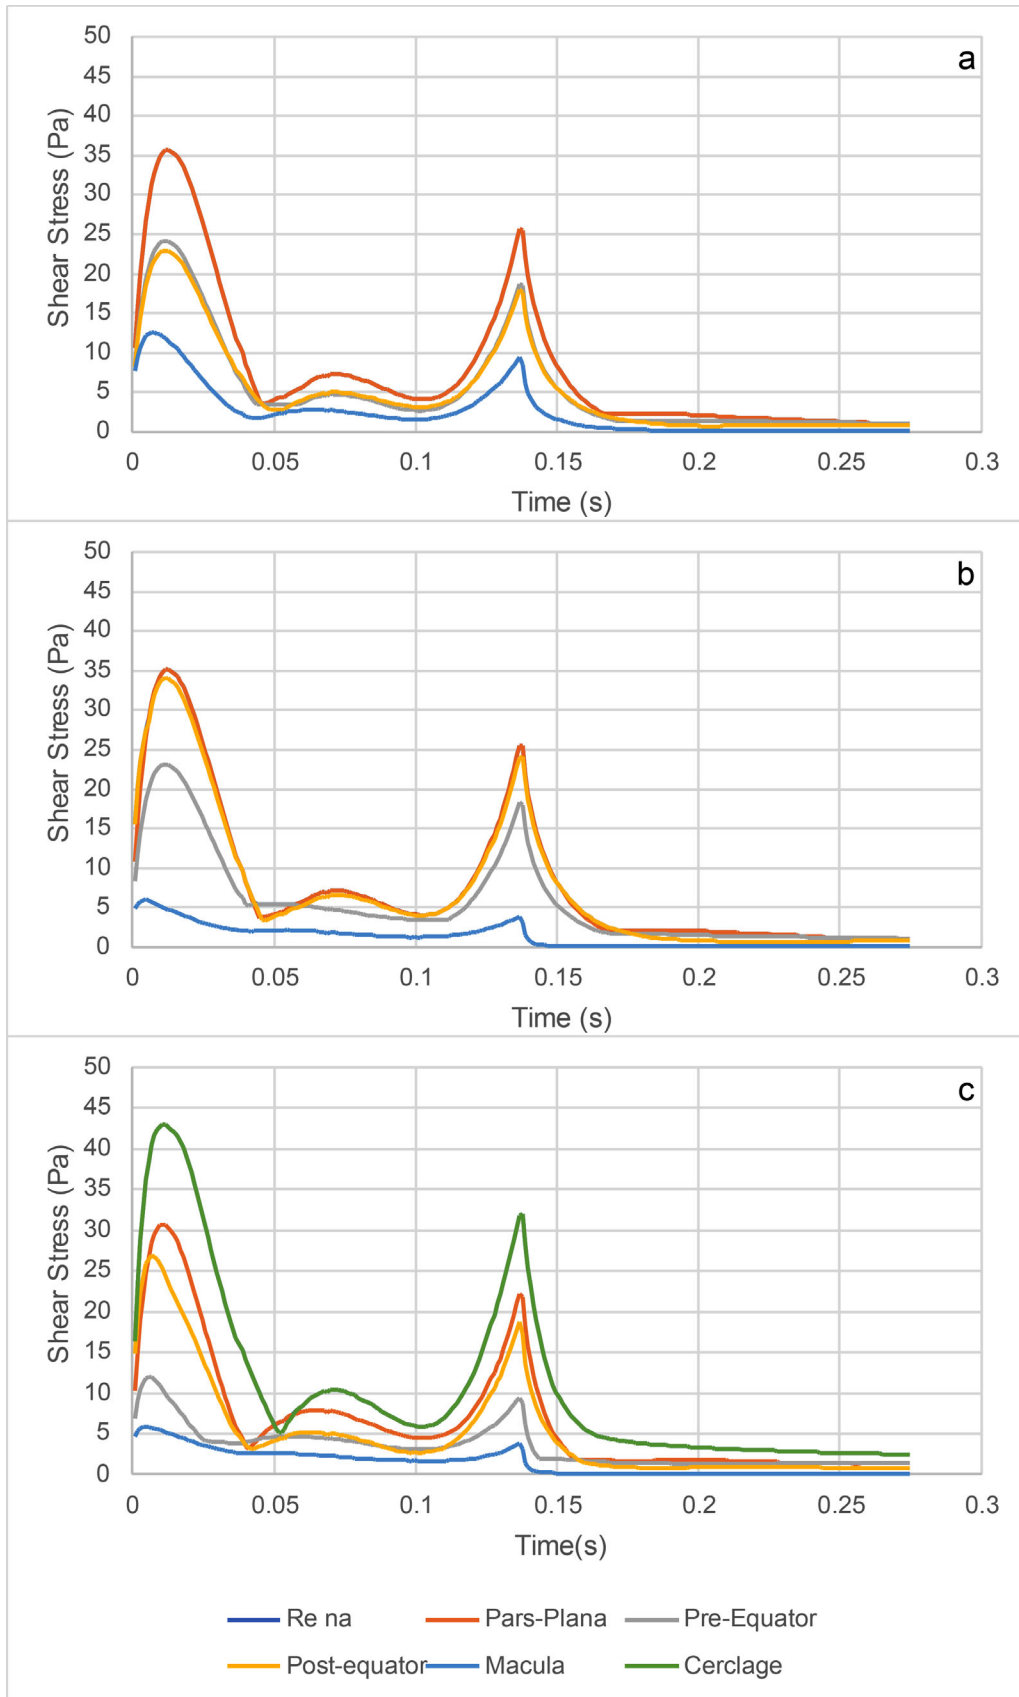 a
50
45
40
35
30
25
20
15
10
5
0
Shear Stress (Pa)
0 0.05 0.1 0.15 0.2 0.25 0.3
Time (s)
b
50
45
40
35
30
25
20
15
10
5
0
Shear Stress (Pa)
0 0.05 0.1 0.15 0.2 0.25 0.3
Time (s)
c
50
45
40
35
30
25
20
15
10
5
0
Shear Stress (Pa)
0 0.05 0.1 0.15 0.2 0.25 0.3
Time(s)
Re na Pars-Plana Pre-Equator
Post-equator Macula Cerclage